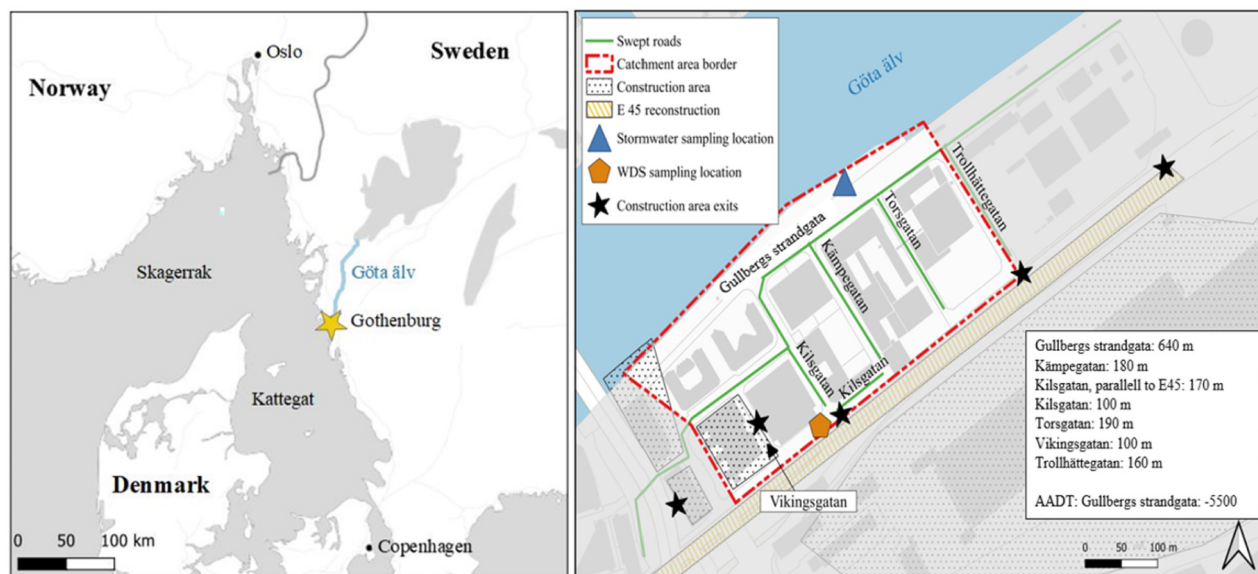 Oslo
Sweden
Norway
Göta älv
Skagerrak
Gothenburg
Kattegat
Denmark
Copenhagen
0 50 100 km
Swept roads
Catchment area border
Construction area
E 45 reconstruction
Stormwater sampling location
WDS sampling location
Construction area exits
Göta älv
Trollhättegatan
Torsgatan
Gullbergs strandgata
Kämpegatan
Kilsgatan
Kilsgatan
Vikingsgatan
Gullbergs strandgata: 640 m
Kämpegatan: 180 m
Kilsgatan, parallell to E45: 170 m
Kilsgatan: 100 m
Torsgatan: 190 m
Vikingsgatan: 100 m
Trollhättegatan: 160 m
AADT: Gullbergs strandgata: -5500
0 50 100 m